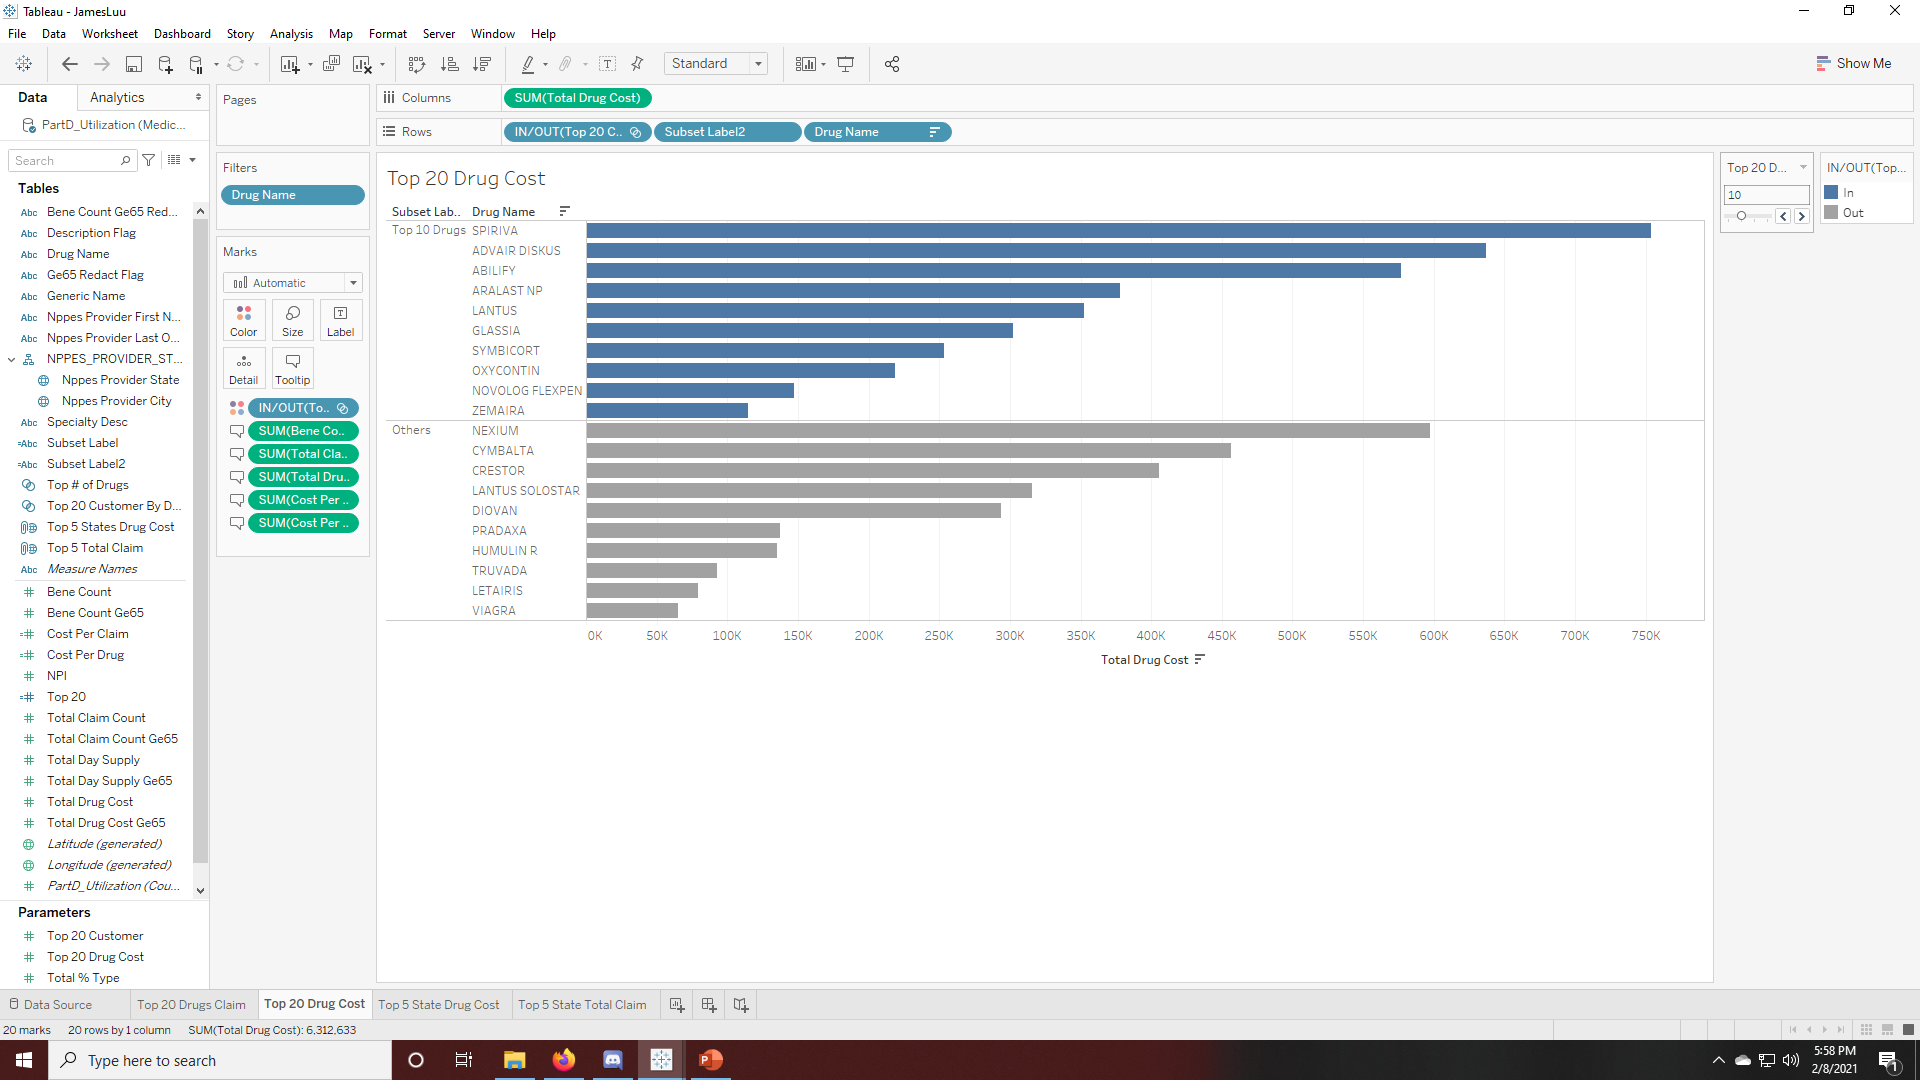 Tableau - JamesLuu
File Data Worksheet Dashboard Story Analysis Map Format Server Window Help
Standard
Show Me
Data Analytics
PartD_Utilization (Medic...
Search
Tables
Abc Bene Count Ge65 Red...
Abc Description Flag
Abc Drug Name
Abc Ge65 Redact Flag
Abc Generic Name
Abc Nppes Provider First N...
Abc Nppes Provider Last O...
NPPES_PROVIDER_ST...
Nppes Provider State
Nppes Provider City
Abc Specialty Desc
=Abc Subset Label
=Abc Subset Label2
Top # of Drugs
Top 20 Customer By D...
Top 5 States Drug Cost
Top 5 Total Claim
Abc Measure Names
# Bene Count
# Bene Count Ge65
=# Cost Per Claim
=# Cost Per Drug
# NPI
=# Top 20
# Total Claim Count
# Total Claim Count Ge65
# Total Day Supply
# Total Day Supply Ge65
# Total Drug Cost
# Total Drug Cost Ge65
Latitude (generated)
Longitude (generated)
# PartD_Utilization (Cou...
Parameters
# Top 20 Customer
# Top 20 Drug Cost
# Total % Type
Pages
Filters
Drug Name
Marks
Automatic
Color Size Label
Detail Tooltip
IN/OUT(To..
SUM(Bene Co..
SUM(Total Cla..
SUM(Total Dru..
SUM(Cost Per ..
SUM(Cost Per ..
Columns SUM(Total Drug Cost)
Rows IN/OUT(Top 20 C.. Subset Label2 Drug Name
Top 20 Drug Cost
Subset Lab.. Drug Name
Top 10 Drugs SPIRIVA
ADVAIR DISKUS
ABILIFY
ARALAST NP
LANTUS
GLASSIA
SYMBICORT
OXYCONTIN
NOVOLOG FLEXPEN
ZEMAIRA
Others NEXIUM
CYMBALTA
CRESTOR
LANTUS SOLOSTAR
DIOVAN
PRADAXA
HUMULIN R
TRUVADA
LETAIRIS
VIAGRA
0K 50K 100K 150K 200K 250K 300K 350K 400K 450K 500K 550K 600K 650K 700K 750K
Total Drug Cost
Top 20 D...
10
IN/OUT(Top...
In
Out
Data Source Top 20 Drugs Claim Top 20 Drug Cost Top 5 State Drug Cost Top 5 State Total Claim
20 marks 20 rows by 1 column SUM(Total Drug Cost): 6,312,633
Type here to search
5:58 PM
2/8/2021
1